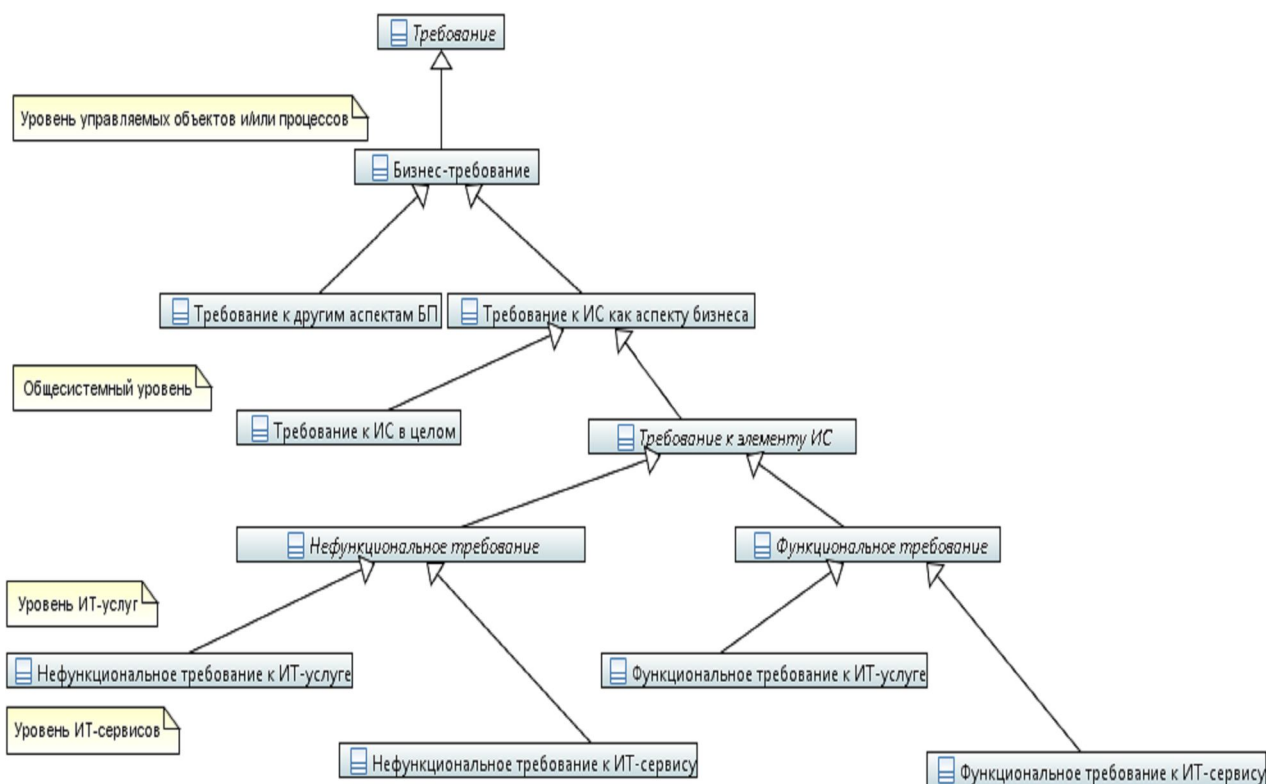 Требование
Уровень управляемых объектов и/или процессов
Бизнес-требование
Требование к другим аспектам БП
Требование к ИС как аспекту бизнеса
Общесистемный уровень
Требование к ИС в целом
Требование к элементу ИС
Нефункциональное требование
Функциональное требование
Уровень ИТ-услуг
Нефункциональное требование к ИТ-услуге
Функциональное требование к ИТ-услуге
Уровень ИТ-сервисов
Нефункциональное требование к ИТ-сервису
Функциональное требование к ИТ-сервису